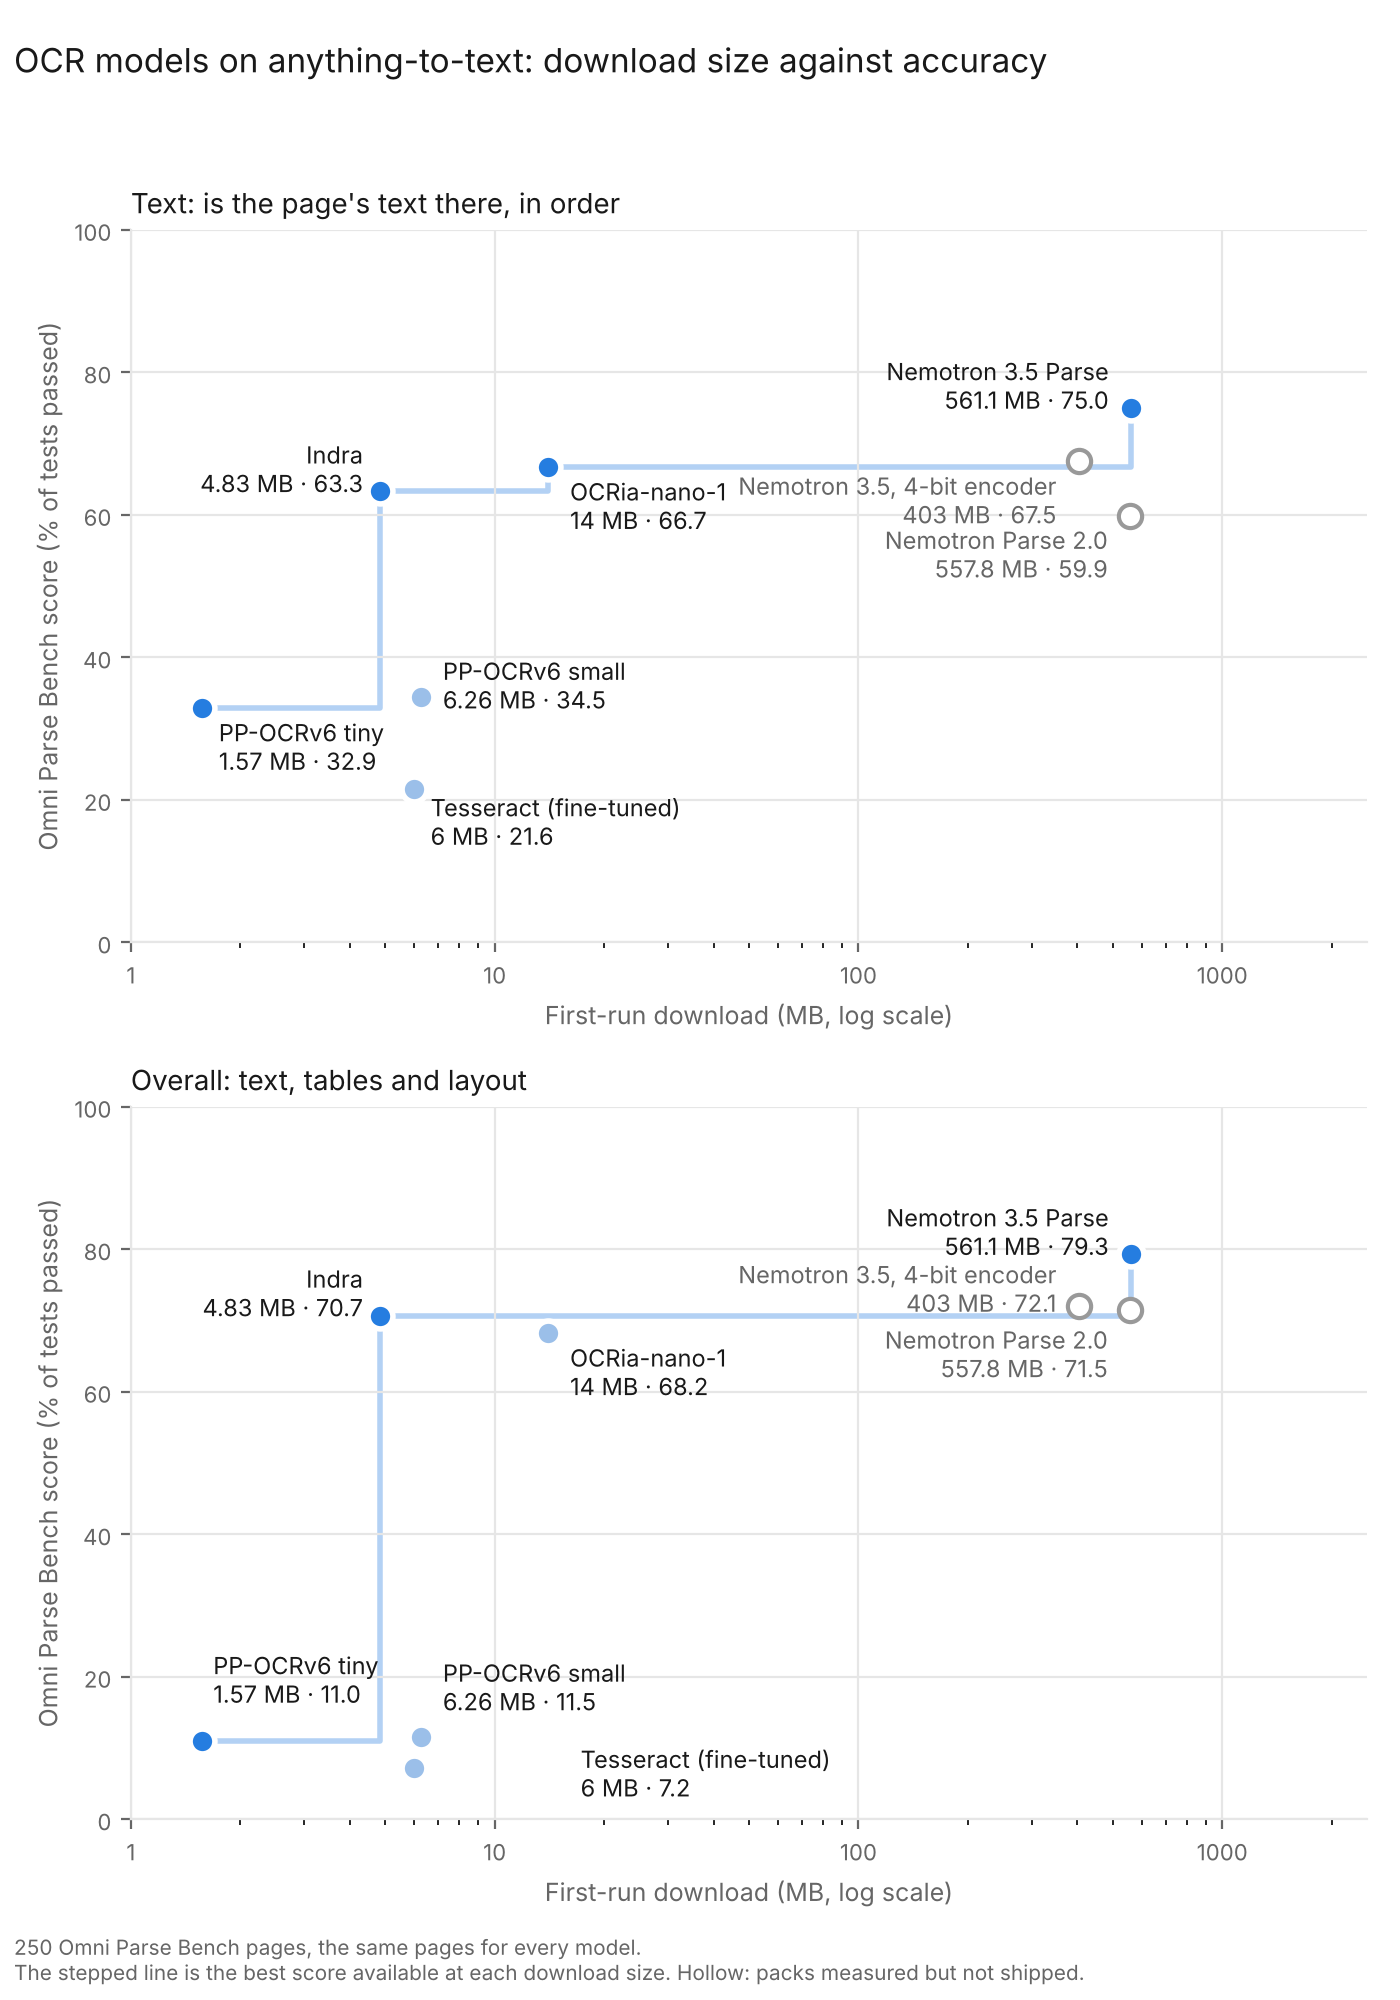 OCR models on anything-to-text: download size against accuracy
Text: is the page's text there, in order
Omni Parse Bench score (% of tests passed)
100
80
60
40
20
0
Nemotron 3.5 Parse
561.1 MB · 75.0
Indra
4.83 MB · 63.3
OCRia-nano-1
14 MB · 66.7
Nemotron 3.5, 4-bit encoder
403 MB · 67.5
Nemotron Parse 2.0
557.8 MB · 59.9
PP-OCRv6 small
6.26 MB · 34.5
PP-OCRv6 tiny
1.57 MB · 32.9
Tesseract (fine-tuned)
6 MB · 21.6
1 10 100 1000
First-run download (MB, log scale)
Overall: text, tables and layout
Omni Parse Bench score (% of tests passed)
100
80
60
40
20
0
Nemotron 3.5 Parse
561.1 MB · 79.3
Nemotron 3.5, 4-bit encoder
403 MB · 72.1
Indra
4.83 MB · 70.7
Nemotron Parse 2.0
557.8 MB · 71.5
OCRia-nano-1
14 MB · 68.2
PP-OCRv6 tiny
1.57 MB · 11.0
PP-OCRv6 small
6.26 MB · 11.5
Tesseract (fine-tuned)
6 MB · 7.2
1 10 100 1000
First-run download (MB, log scale)
250 Omni Parse Bench pages, the same pages for every model.
The stepped line is the best score available at each download size. Hollow: packs measured but not shipped.